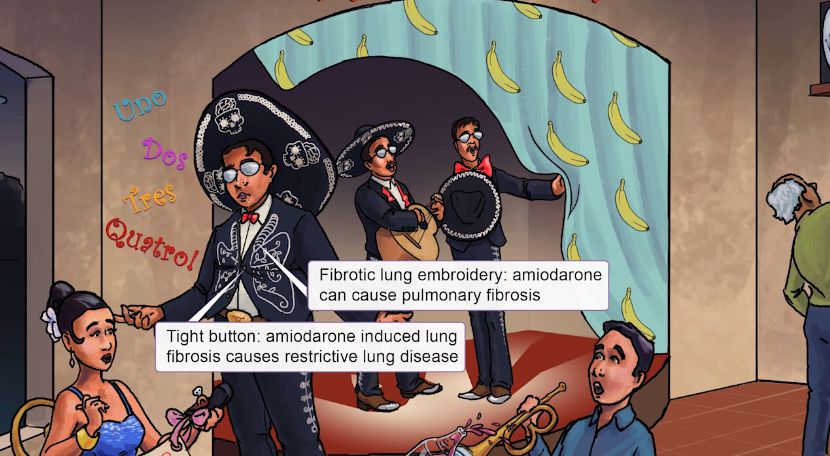 Uno
Dos
Tres
Quatro!
Fibrotic lung embroidery: amiodarone
can cause pulmonary fibrosis
Tight button: amiodarone induced lung
fibrosis causes restrictive lung disease